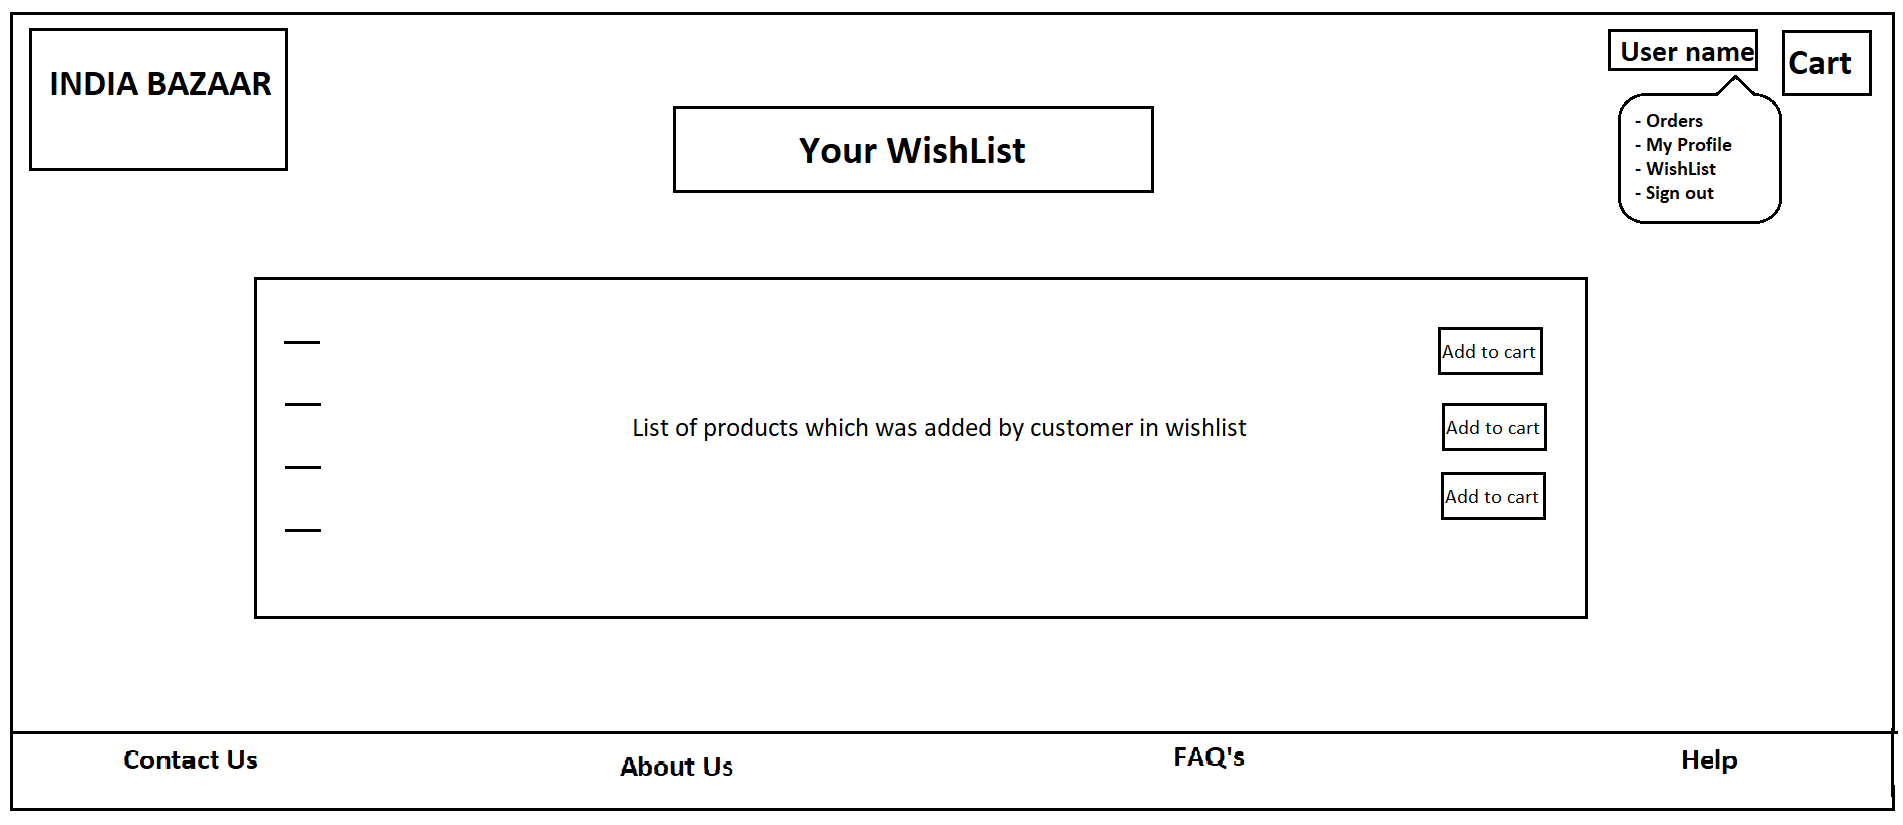 INDIA BAZAAR
User name
Cart
- Orders
- My Profile
- WishList
- Sign out
Your WishList
Add to cart
List of products which was added by customer in wishlist
Add to cart
Add to cart
Contact Us
About Us
FAQ's
Help